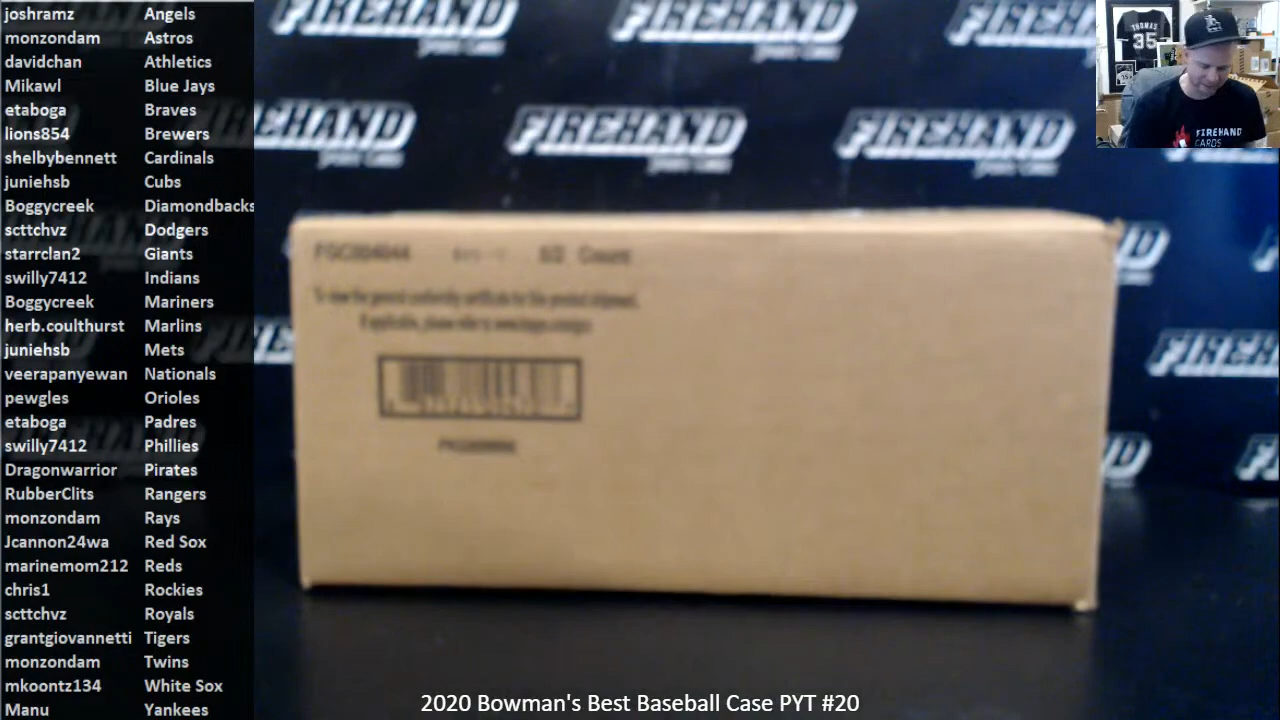 joshramz Angels
monzondam Astros
davidchan Athletics
Mikawl Blue Jays
etaboga Braves
lions854 Brewers
shelbybennett Cardinals
juniehsb Cubs
Boggycreek Diamondbacks
scttchvz Dodgers
starrclan2 Giants
swilly7412 Indians
Boggycreek Mariners
herb.coulthurst Marlins
juniehsb Mets
veerapanyewan Nationals
pewgles Orioles
etaboga Padres
swilly7412 Phillies
Dragonwarrior Pirates
RubberClits Rangers
monzondam Rays
Jcannon24wa Red Sox
marinemom212 Reds
chris1 Rockies
scttchvz Royals
grantgiovannetti Tigers
monzondam Twins
mkoontz134 White Sox
Manu Yankees
FIREHAND
FIREHAND
FIREHAND
FIREHAND
FIREHAND
FIREHAND
THOMAS
35
FIREHAND
CARDS
Count
2020 Bowman's Best Baseball Case PYT #20